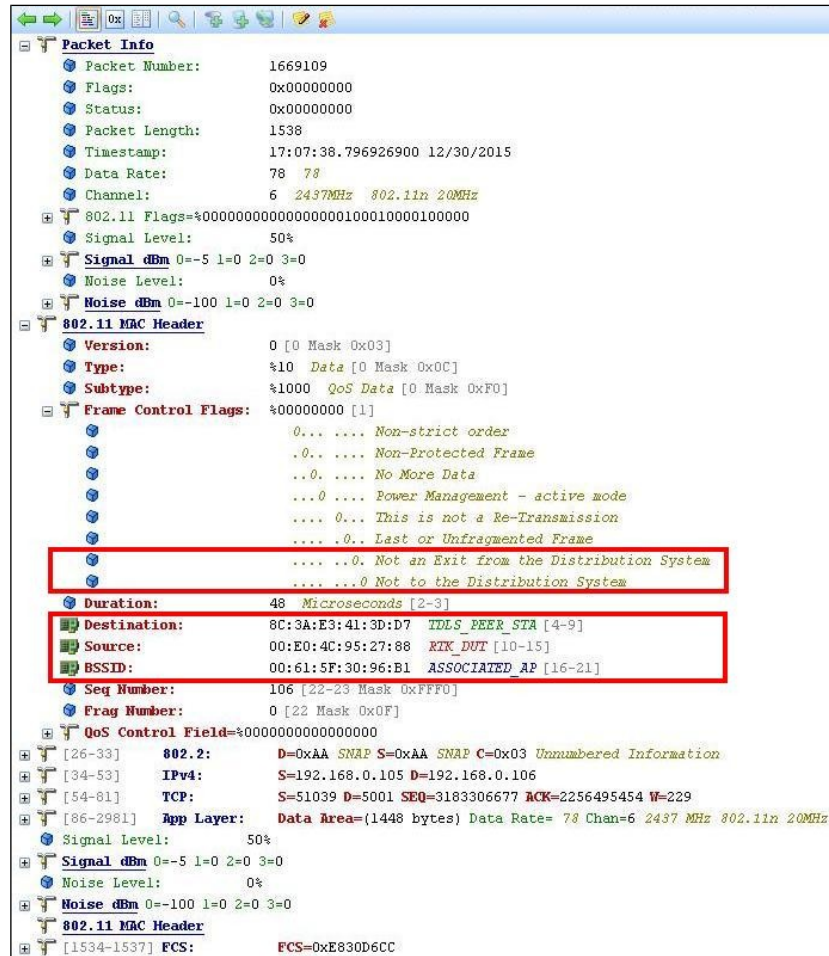 0x
Packet Info
Packet Number: 1669109
Flags: 0x00000000
Status: 0x00000000
Packet Length: 1538
Timestamp: 17:07:38.796926900 12/30/2015
Data Rate: 78 78
Channel: 6 2437MHz 802.11n 20MHz
802.11 Flags=%00000000000000000100010000100000
Signal Level: 50%
Signal dBm 0=-5 1=0 2=0 3=0
Noise Level: 0%
Noise dBm 0=-100 1=0 2=0 3=0
802.11 MAC Header
Version: 0 [0 Mask 0x03]
Type: %10 Data [0 Mask 0x0C]
Subtype: %1000 QoS Data [0 Mask 0xF0]
Frame Control Flags: %00000000 [1]
0... .... Non-strict order
.0.. .... Non-Protected Frame
..0. .... No More Data
...0 .... Power Management - active mode
.... 0... This is not a Re-Transmission
.... .0.. Last or Unfragmented Frame
.... ..0. Not an Exit from the Distribution System
.... ...0 Not to the Distribution System
Duration: 48 Microseconds [2-3]
Destination: 8C:3A:E3:41:3D:D7 TDLS_PEER_STA [4-9]
Source: 00:E0:4C:95:27:88 RTK_DUT [10-15]
BSSID: 00:61:5F:30:96:B1 ASSOCIATED_AP [16-21]
Seq Number: 106 [22-23 Mask 0xFFF0]
Frag Number: 0 [22 Mask 0x0F]
QoS Control Field=%0000000000000000
[26-33] 802.2: D=0xAA SNAP S=0xAA SNAP C=0x03 Unnumbered Information
[34-53] IPv4: S=192.168.0.105 D=192.168.0.106
[54-81] TCP: S=51039 D=5001 SEQ=3183306677 ACK=2256495454 W=229
[86-2981] App Layer: Data Area=(1448 bytes) Data Rate= 78 Chan=6 2437 MHz 802.11n 20MHz
Signal Level: 50%
Signal dBm 0=-5 1=0 2=0 3=0
Noise Level: 0%
Noise dBm 0=-100 1=0 2=0 3=0
802.11 MAC Header
[1534-1537] FCS: FCS=0xE830D6CC